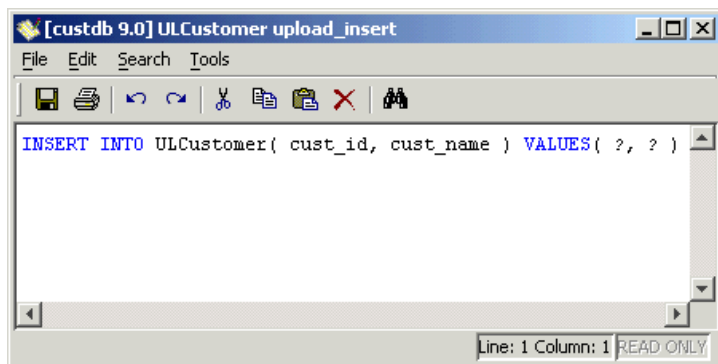 [custdb 9.0] ULCustomer upload_insert
File Edit Search Tools
INSERT INTO ULCustomer( cust_id, cust_name ) VALUES( ?, ? )
Line: 1 Column: 1 READ ONLY